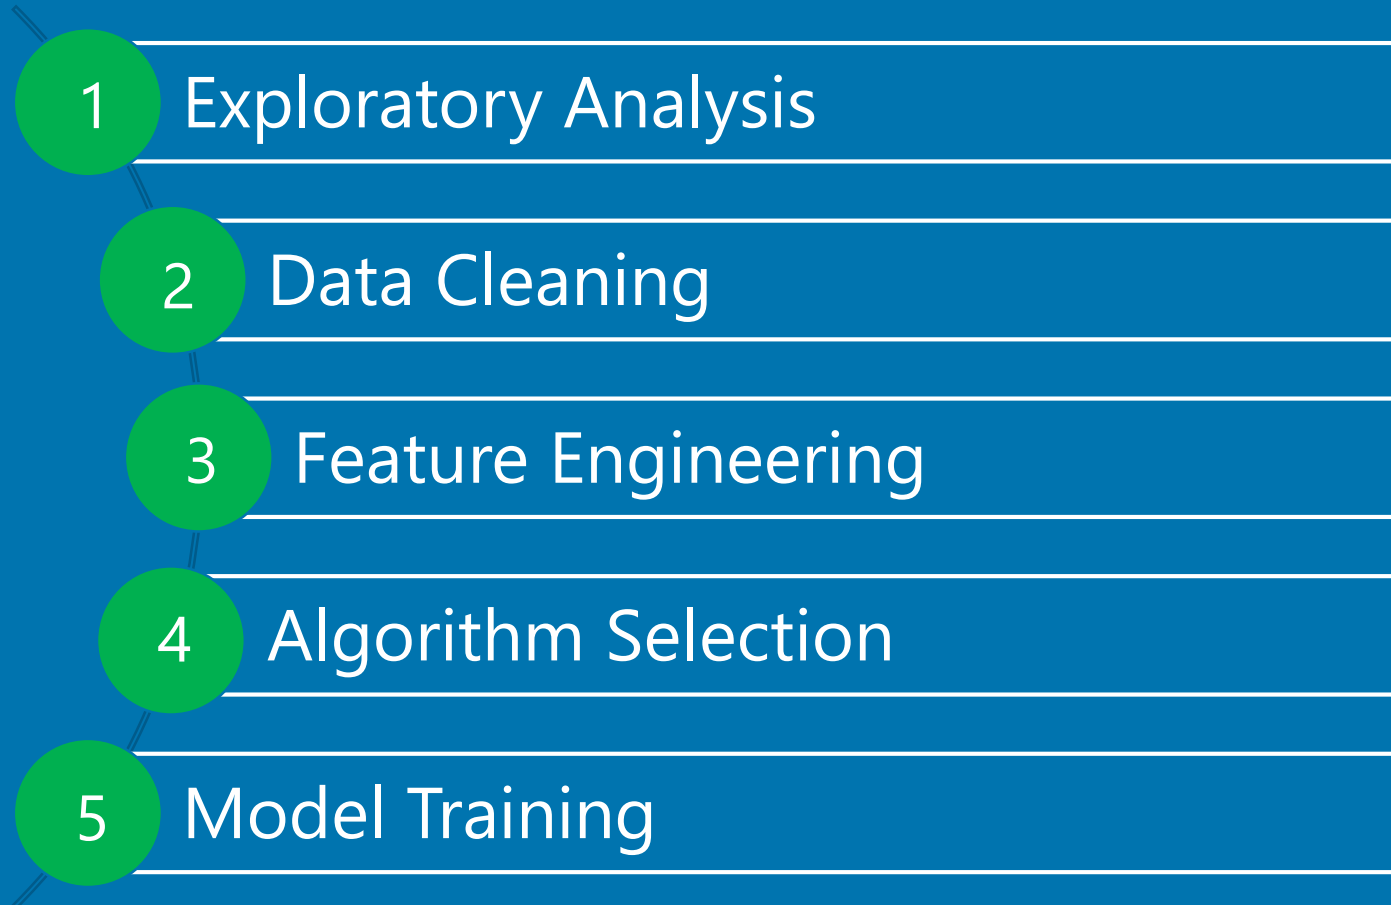 1 Exploratory Analysis
2 Data Cleaning
3 Feature Engineering
4 Algorithm Selection
5 Model Training